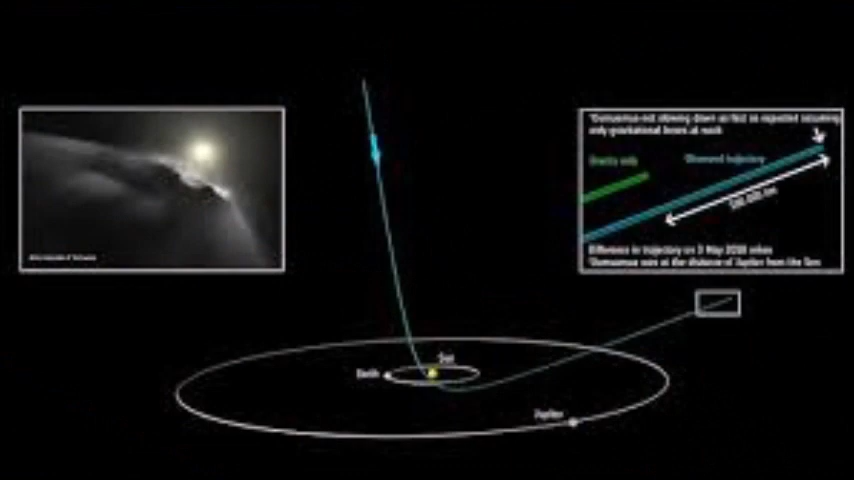 'Oumuamua not slowing down as fast as expected assuming
only gravitational forces at work
Gravity only
Observed trajectory
Difference in trajectory on 3 May 2018 when
'Oumuamua was at the distance of Jupiter from the Sun
Sun
Earth
Jupiter